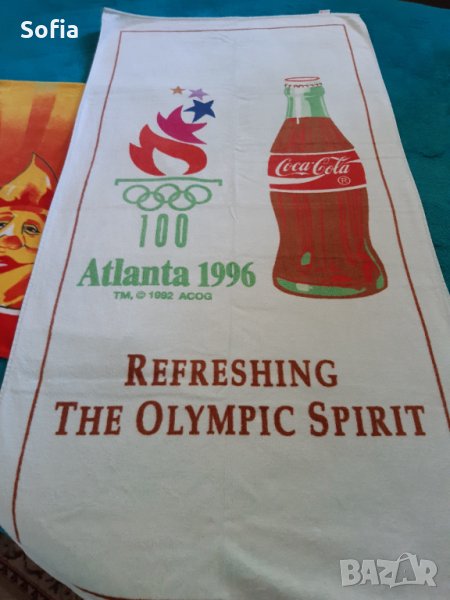 Sofia
Coca-Cola
®
100
Atlanta 1996
TM, © 1992 ACOG
REFRESHING
THE OLYMPIC SPIRIT
BAZAR